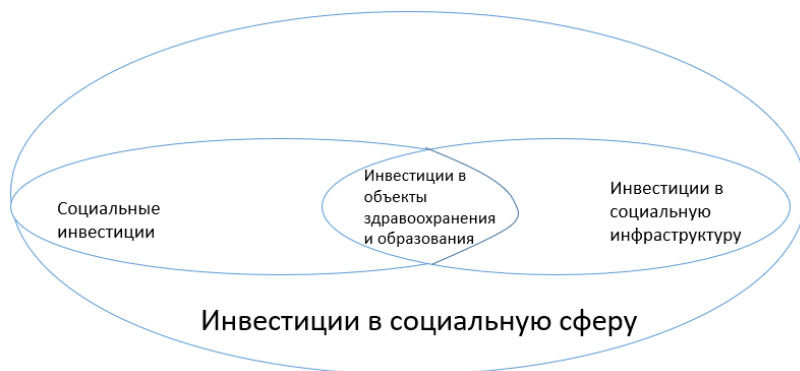 Социальные
инвестиции
Инвестиции в
объекты
здравоохранения
и образования
Инвестиции в
социальную
инфраструктуру
Инвестиции в социальную сферу